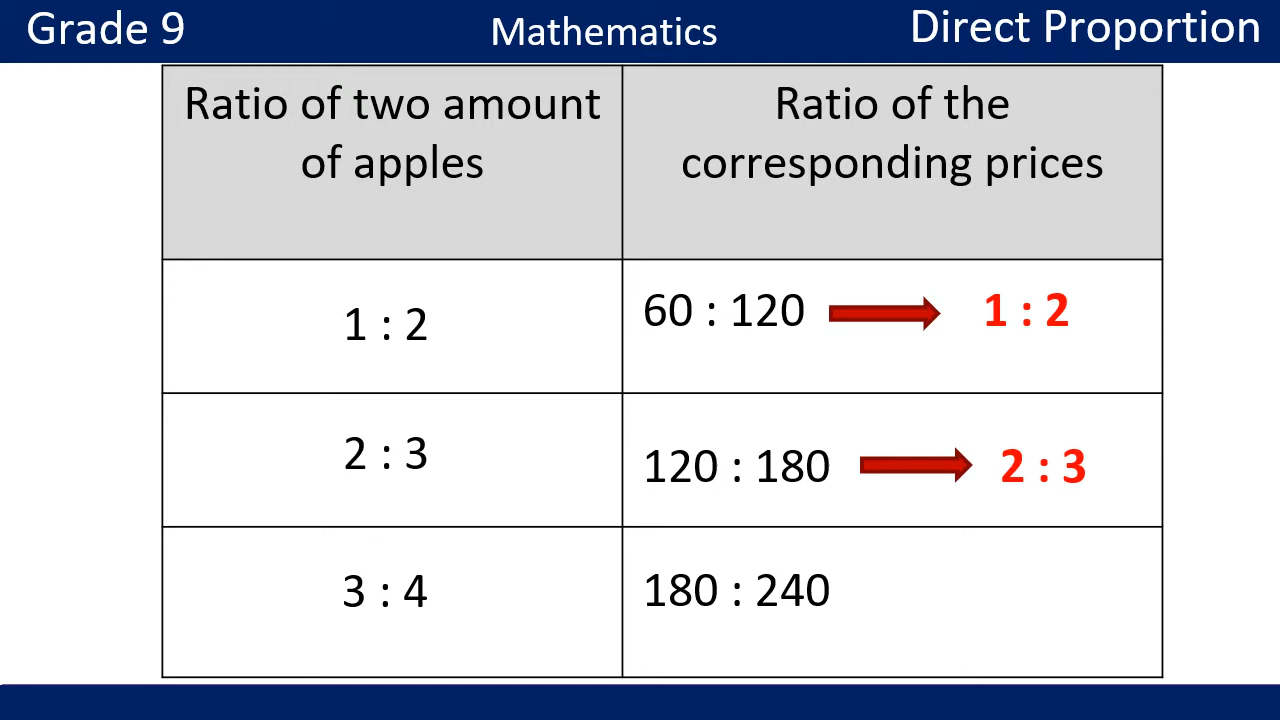 Grade 9
Mathematics
Direct Proportion
Ratio of two amount
of apples
Ratio of the
corresponding prices
1 : 2
60 : 120
1 : 2
2 : 3
120 : 180
2 : 3
3 : 4
180 : 240